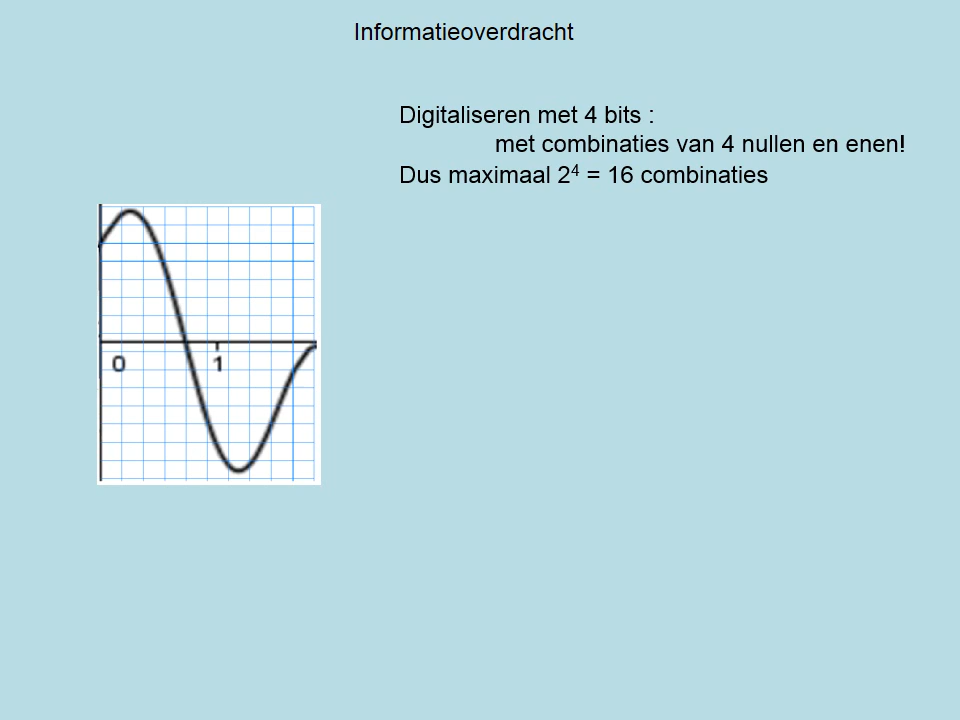 Informatieoverdracht
Digitaliseren met 4 bits :
met combinaties van 4 nullen en enen!
Dus maximaal 2⁴ = 16 combinaties
0 1